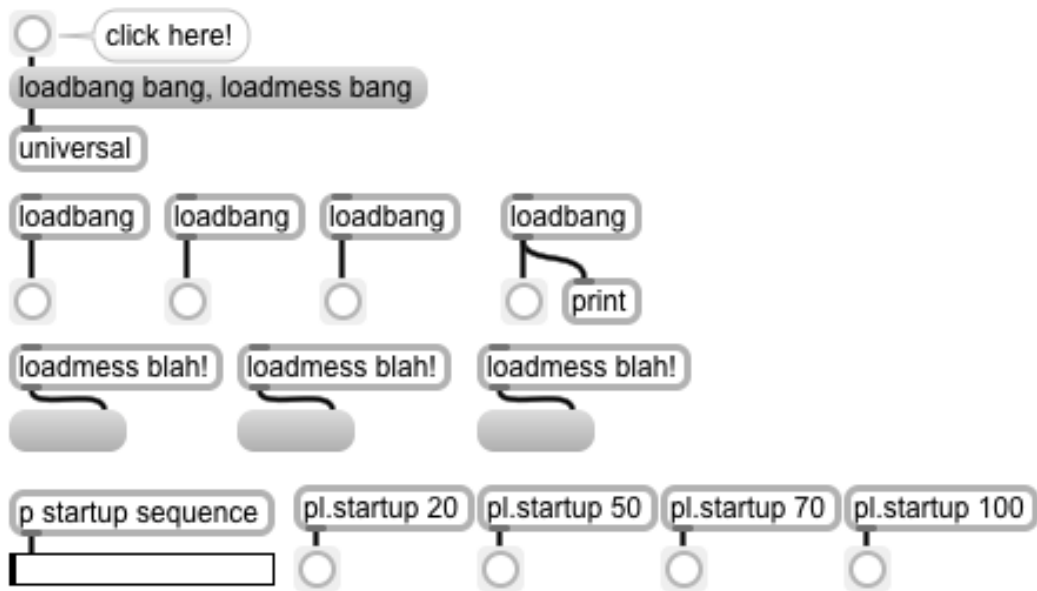 click here!
loadbang bang, loadmess bang
universal
loadbang loadbang loadbang loadbang
print
loadmess blah! loadmess blah! loadmess blah!
p startup sequence pl.startup 20 pl.startup 50 pl.startup 70 pl.startup 100